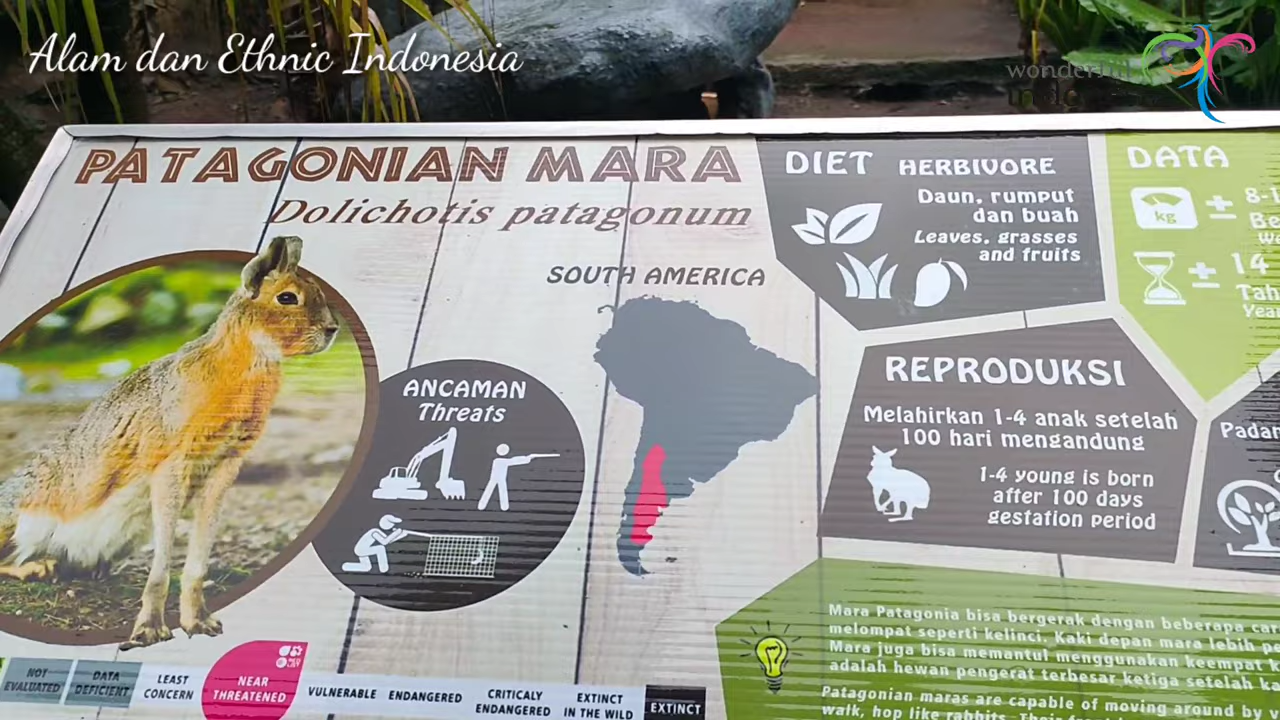 Alam dan Ethnic Indonesia
wonderful
PATAGONIAN MARA
Dolichotis patagonum
SOUTH AMERICA
ANCAMAN
Threats
DIET HERBIVORE
Daun, rumput
dan buah
Leaves, grasses
and fruits
DATA
kg
±
± 14
REPRODUKSI
Melahirkan 1-4 anak setelah
100 hari mengandung
1-4 young is born
after 100 days
gestation period
NOT
EVALUATED
DATA
DEFICIENT
LEAST
CONCERN
NEAR
THREATENED
VULNERABLE
ENDANGERED
CRITICALY
ENDANGERED
EXTINCT
IN THE WILD
EXTINCT
Mara Patagonia bisa bergerak dengan beberapa
melompat seperti kelinci. Kaki depan mara lebih
Mara juga bisa memantul menggunakan keempat
adalah hewan pengerat terbesar ketiga setelah
Patagonian maras are capable of moving around by
walk, hop like rabbits. Their